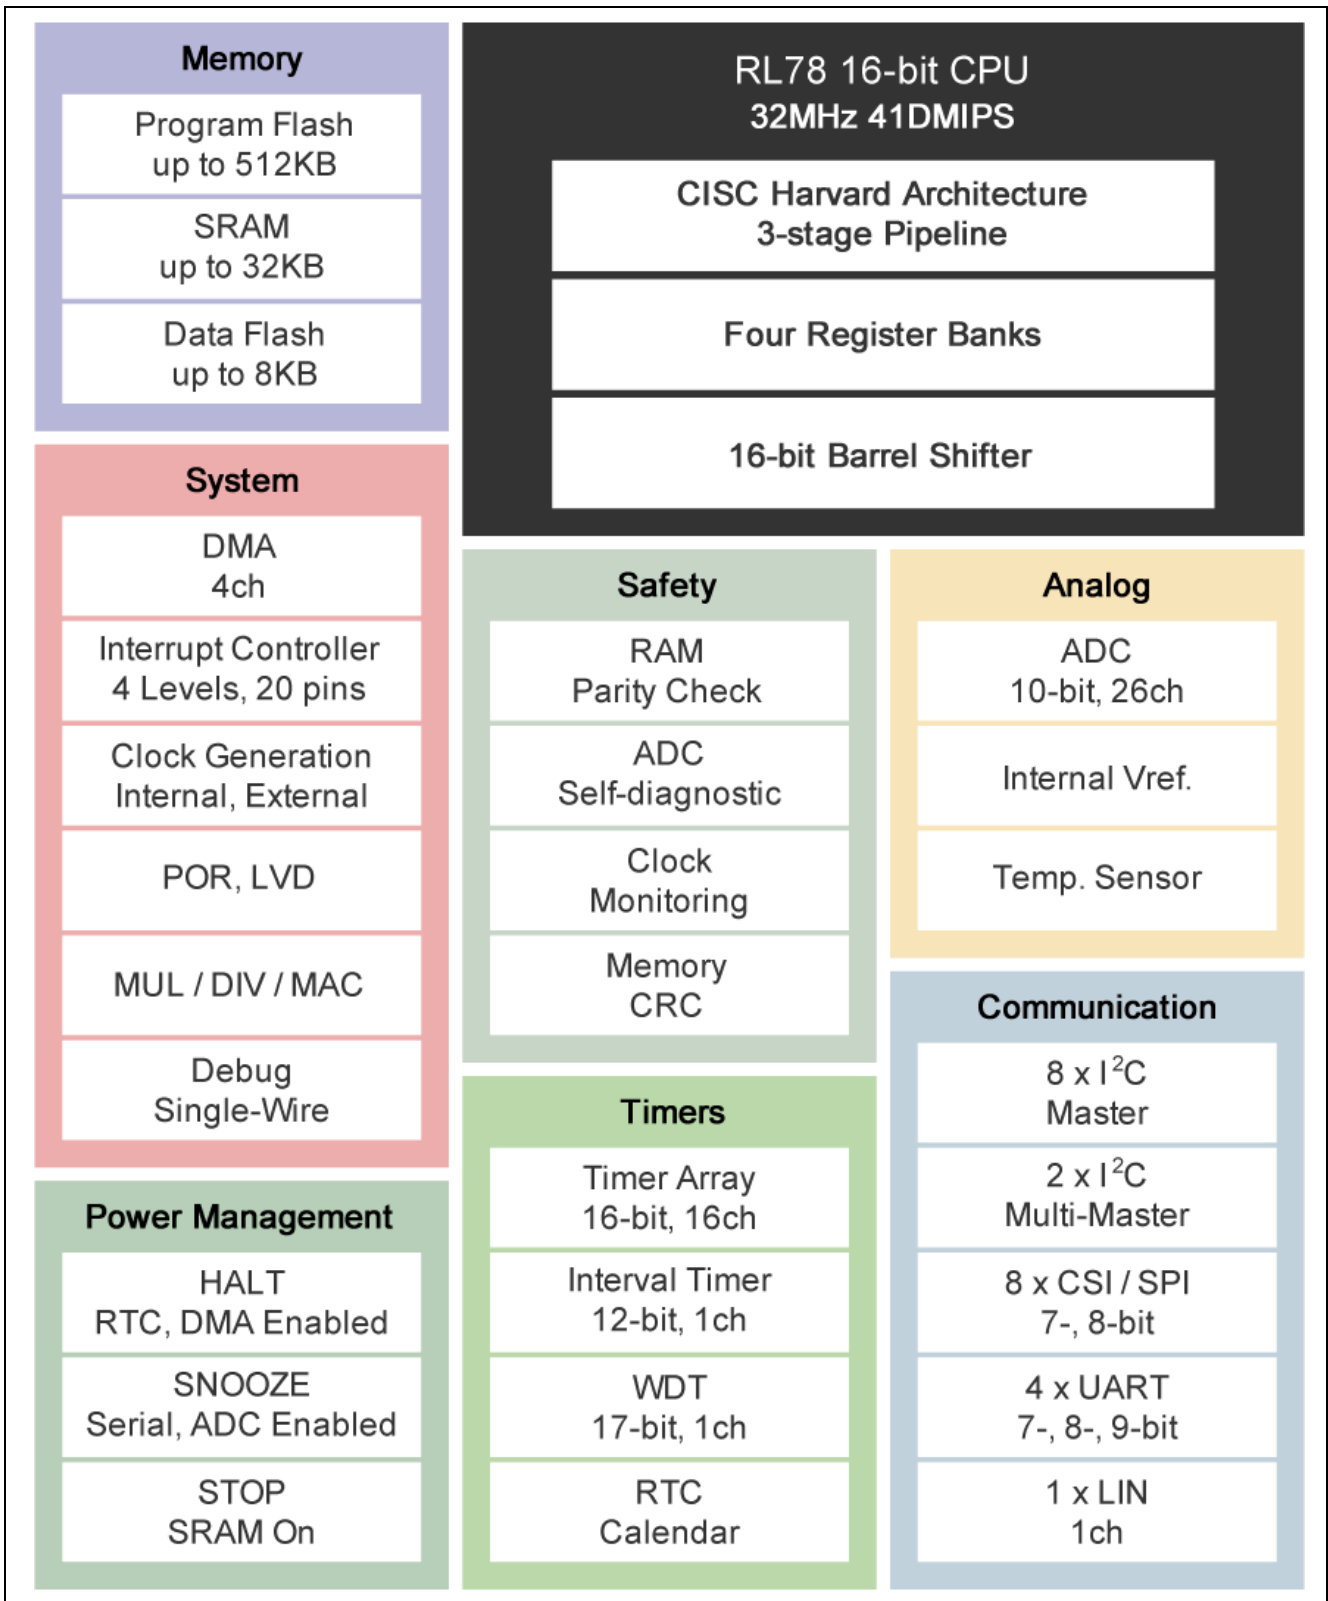 Memory
Program Flash
up to 512KB
SRAM
up to 32KB
Data Flash
up to 8KB
RL78 16-bit CPU
32MHz 41DMIPS
CISC Harvard Architecture
3-stage Pipeline
Four Register Banks
16-bit Barrel Shifter
System
DMA
4ch
Interrupt Controller
4 Levels, 20 pins
Clock Generation
Internal, External
POR, LVD
MUL / DIV / MAC
Debug
Single-Wire
Safety
RAM
Parity Check
ADC
Self-diagnostic
Clock
Monitoring
Memory
CRC
Analog
ADC
10-bit, 26ch
Internal Vref.
Temp. Sensor
Power Management
HALT
RTC, DMA Enabled
SNOOZE
Serial, ADC Enabled
STOP
SRAM On
Timers
Timer Array
16-bit, 16ch
Interval Timer
12-bit, 1ch
WDT
17-bit, 1ch
RTC
Calendar
Communication
8 x I²C
Master
2 x I²C
Multi-Master
8 x CSI / SPI
7-, 8-bit
4 x UART
7-, 8-, 9-bit
1 x LIN
1ch